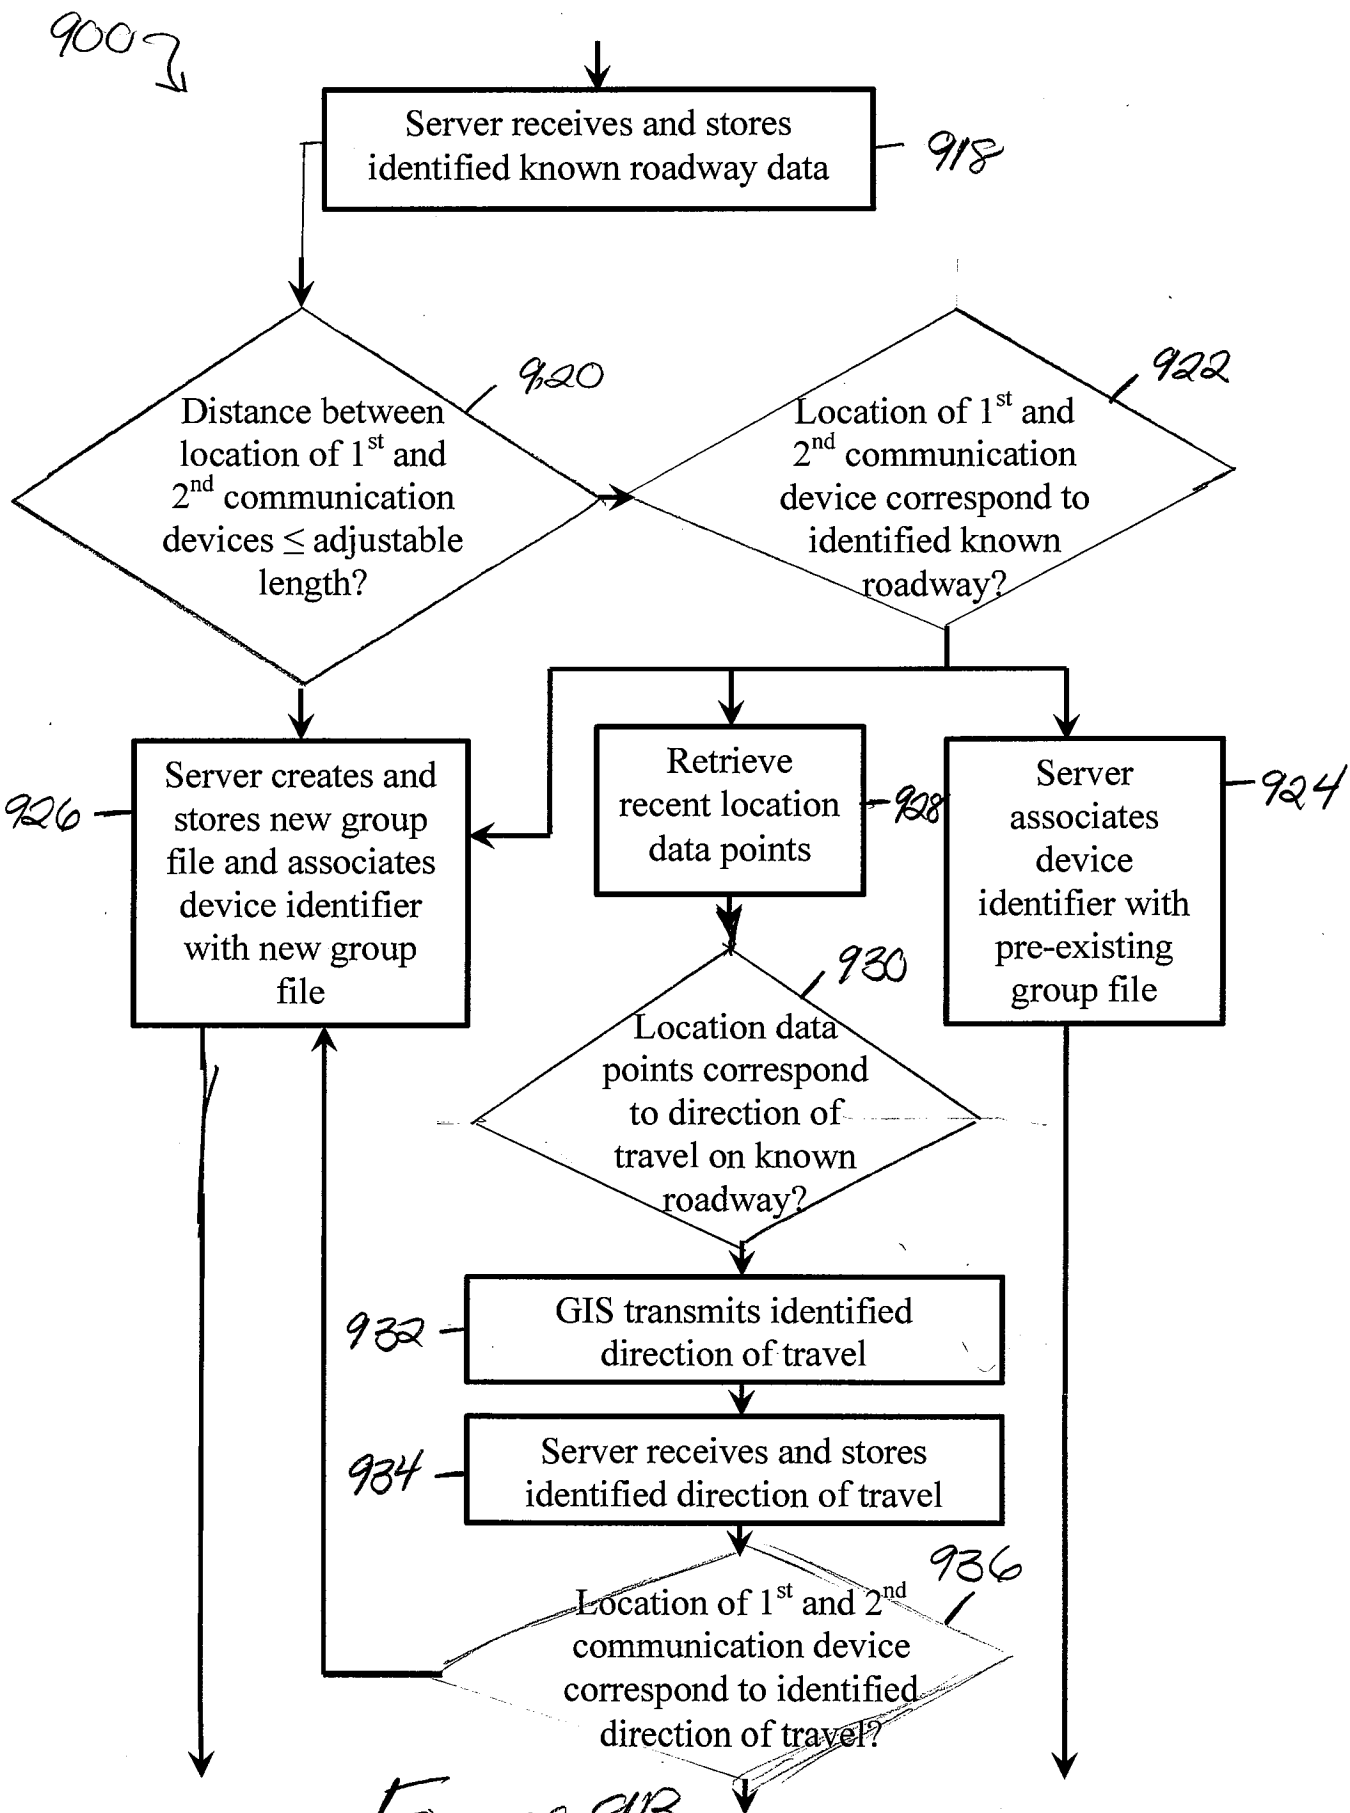 900
Server receives and stores
identified known roadway data
918
920
Distance between
location of 1st and
2nd communication
devices ≤ adjustable
length?
922
Location of 1st and
2nd communication
device correspond to
identified known
roadway?
926
Server creates and
stores new group
file and associates
device identifier
with new group
file
Retrieve
recent location
data points
928
Server
associates
device
identifier with
pre-existing
group file
924
930
Location data
points correspond
to direction of
travel on known
roadway?
932
GIS transmits identified
direction of travel
934
Server receives and stores
identified direction of travel
936
Location of 1st and 2nd
communication device
correspond to identified
direction of travel?
9B